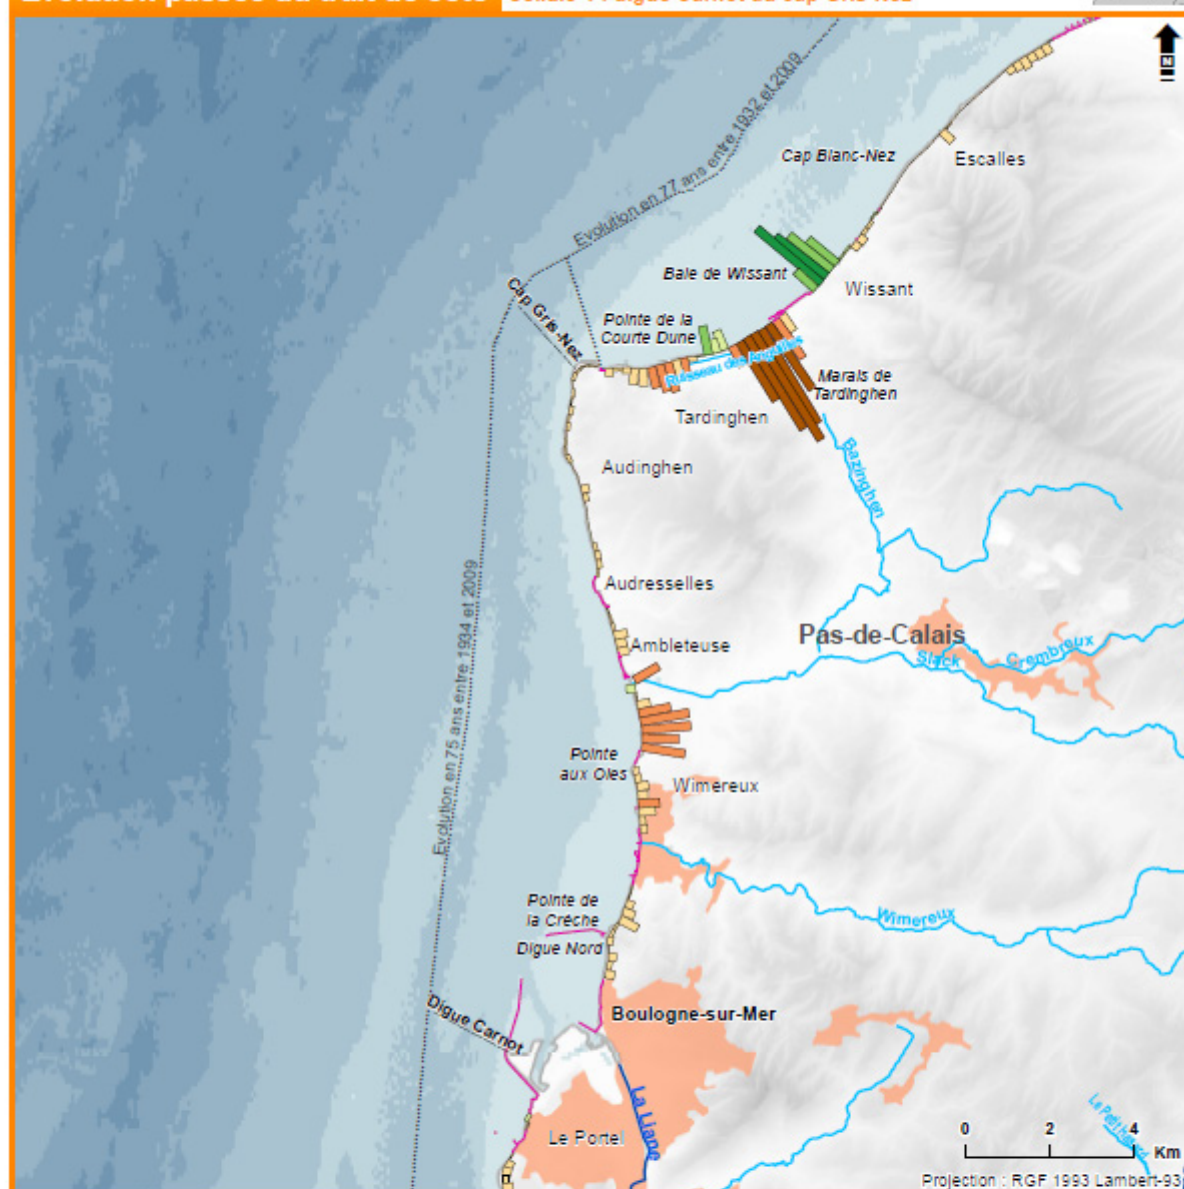 Evolution en 77 ans entre 1932 et 2009
Cap Blanc-Nez
Escalles
Baie de Wissant
Wissant
Cap Gris-Nez
Pointe de la
Courte Dune
Ruisseau des Anguilles
Marais de
Tardinghen
Tardinghen
Bazinghen
Audinghen
Audresselles
Evolution en 75 ans entre 1934 et 2009
Pas-de-Calais
Ambleteuse
Slack
Crembreux
Pointe
aux Oies
Wimereux
Pointe de
la Crèche
Wimereux
Digue Nord
Digue Carnot
Boulogne-sur-Mer
La Liane
Le Portel
0 2 4
Km
Projection : RGF 1993 Lambert-93